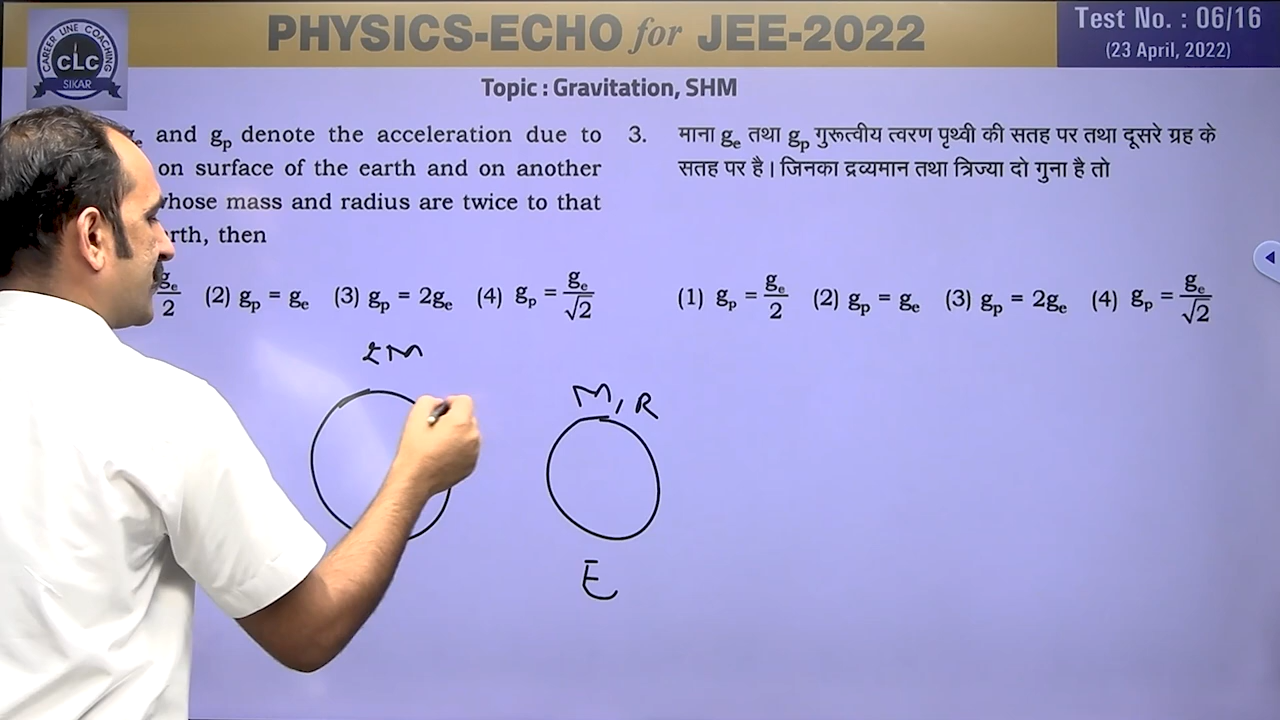 PHYSICS-ECHO for JEE-2022
Test No. : 06/16
(23 April, 2022)
CAREER LINE COACHING
CLC
SIKAR
Topic : Gravitation, SHM
and gp denote the acceleration due to
on surface of the earth and on another
whose mass and radius are twice to that
then
ge/2 (2) gp = ge (3) gp = 2ge (4) gp = ge/√2
3. माना ge तथा gp गुरूत्वीय त्वरण पृथ्वी की सतह पर तथा दूसरे ग्रह के
सतह पर है। जिनका द्रव्यमान तथा त्रिज्या दो गुना है तो
(1) gp = ge/2 (2) gp = ge (3) gp = 2ge (4) gp = ge/√2
2M
M, R
E